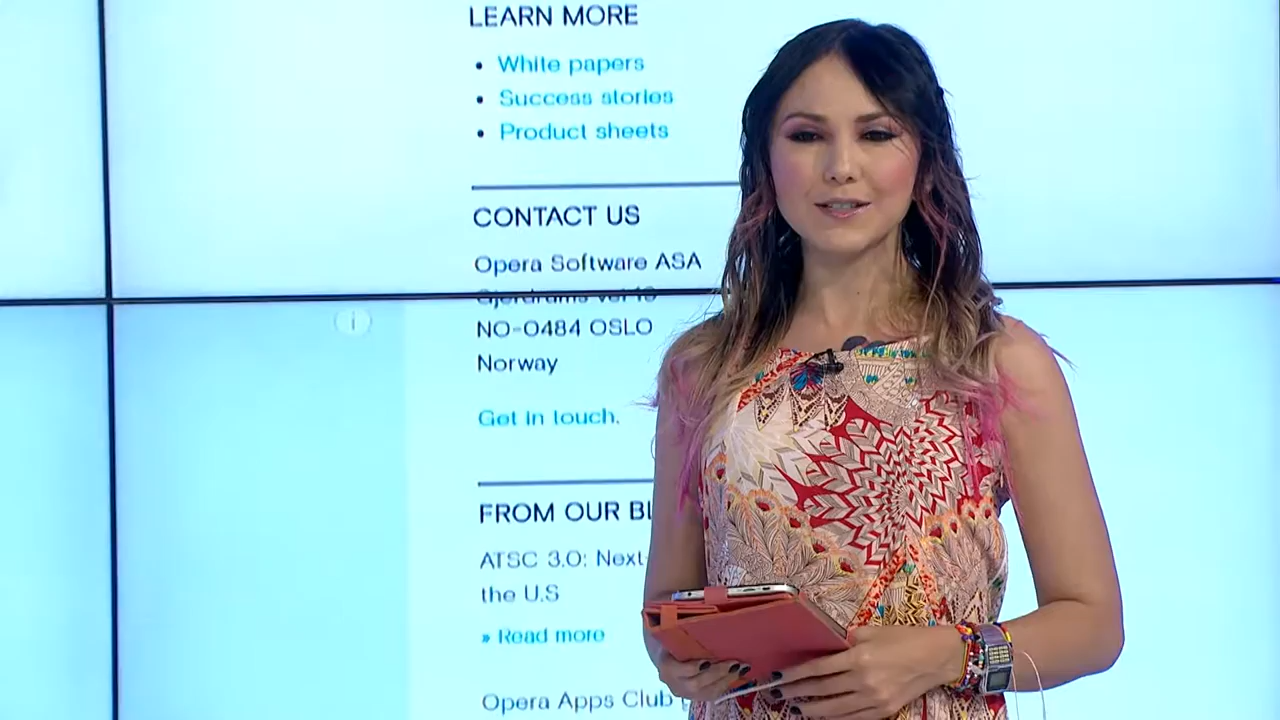 LEARN MORE
• White papers
• Success stories
• Product sheets
CONTACT US
Opera Software ASA
NO-0484 OSLO
Norway
Get in touch.
FROM OUR
ATSC 3.0: Next-
the U.S
» Read more
Opera Apps Club